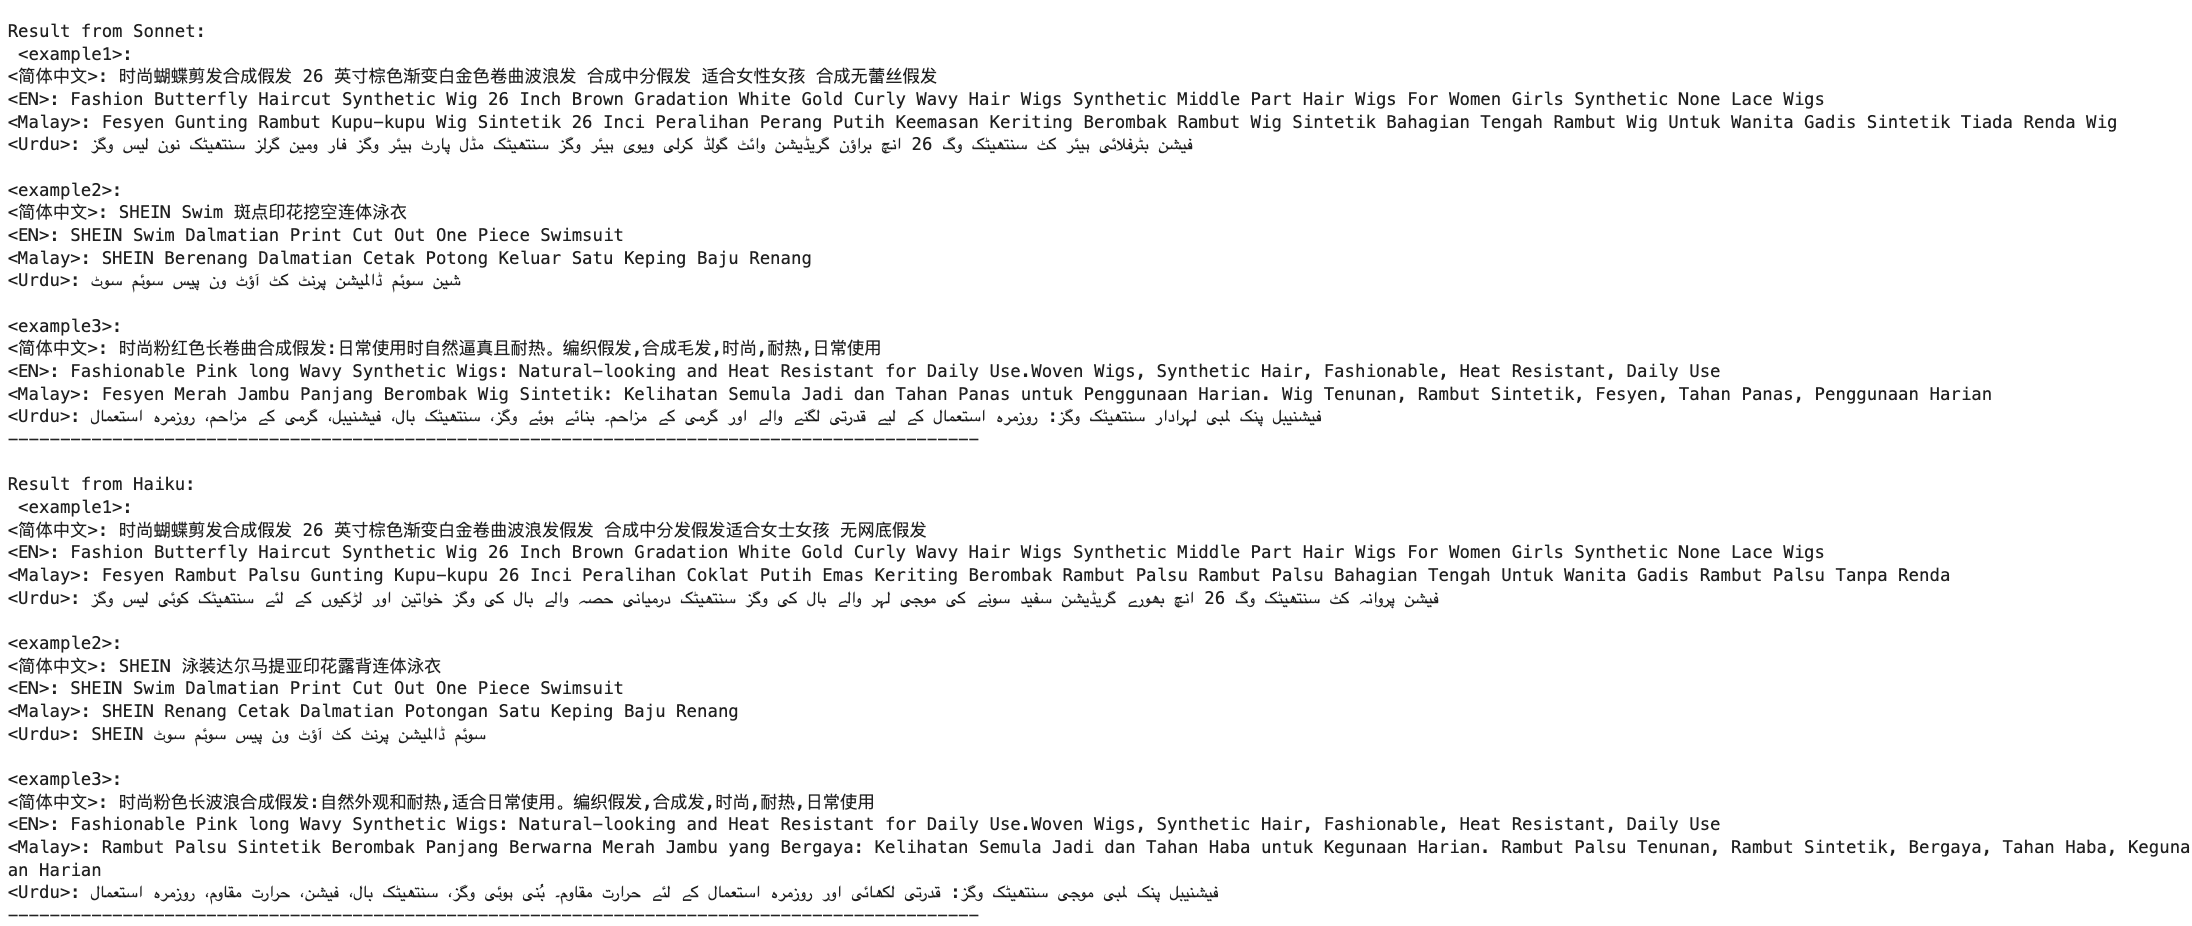 Result from Sonnet:
<example1>:
<简体中文>: 时尚蝴蝶剪发合成假发 26 英寸棕色渐变白金色卷曲波浪发 合成中分假发 适合女性女孩 合成无蕾丝假发
<EN>: Fashion Butterfly Haircut Synthetic Wig 26 Inch Brown Gradation White Gold Curly Wavy Hair Wigs Synthetic Middle Part Hair Wigs For Women Girls Synthetic None Lace Wigs
<Malay>: Fesyen Gunting Rambut Kupu-kupu Wig Sintetik 26 Inci Peralihan Perang Putih Keemasan Keriting Berombak Rambut Wig Sintetik Bahagian Tengah Rambut Wig Untuk Wanita Gadis Sintetik Tiada Renda Wig
<Urdu>: فیشن بٹرفلائی ہیئر کٹ سنتھیٹک وگ 26 انچ براؤن گریڈیشن وائٹ گولڈ کرلی ویوی ہیئر وگز سنتھیٹک مڈل پارٹ ہیئر وگز فار ومین گرلز سنتھیٹک نون لیس وگز
<example2>:
<简体中文>: SHEIN Swim 斑点印花挖空连体泳衣
<EN>: SHEIN Swim Dalmatian Print Cut Out One Piece Swimsuit
<Malay>: SHEIN Berenang Dalmatian Cetak Potong Keluar Satu Keping Baju Renang
<Urdu>: شین سوئم ڈالمیشن پرنٹ کٹ آؤٹ ون پیس سوئم سوٹ
<example3>:
<简体中文>: 时尚粉红色长卷曲合成假发:日常使用时自然逼真且耐热。编织假发,合成毛发,时尚,耐热,日常使用
<EN>: Fashionable Pink long Wavy Synthetic Wigs: Natural-looking and Heat Resistant for Daily Use.Woven Wigs, Synthetic Hair, Fashionable, Heat Resistant, Daily Use
<Malay>: Fesyen Merah Jambu Panjang Berombak Wig Sintetik: Kelihatan Semula Jadi dan Tahan Panas untuk Penggunaan Harian. Wig Tenunan, Rambut Sintetik, Fesyen, Tahan Panas, Penggunaan Harian
<Urdu>: فیشنیبل پنک لمبی لہرادار سنتھیٹک وگز: روزمرہ استعمال کے لیے قدرتی لگنے والے اور گرمی کے مزاحم۔ بنائے ہوئے وگز، سنتھیٹک بال، فیشنیبل، گرمی کے مزاحم، روزمرہ استعمال
---------------------------------------------------------------------------------------------
Result from Haiku:
<example1>:
<简体中文>: 时尚蝴蝶剪发合成假发 26 英寸棕色渐变白金卷曲波浪发假发 合成中分发假发适合女士女孩 无网底假发
<EN>: Fashion Butterfly Haircut Synthetic Wig 26 Inch Brown Gradation White Gold Curly Wavy Hair Wigs Synthetic Middle Part Hair Wigs For Women Girls Synthetic None Lace Wigs
<Malay>: Fesyen Rambut Palsu Gunting Kupu-kupu 26 Inci Peralihan Coklat Putih Emas Keriting Berombak Rambut Palsu Rambut Palsu Bahagian Tengah Untuk Wanita Gadis Rambut Palsu Tanpa Renda
<Urdu>: فیشن پروانہ کٹ سنتھیٹک وگ 26 انچ بھورے گریڈیشن سفید سونے کی موجی لہر والے بال کی وگز سنتھیٹک درمیانی حصہ والے بال کی وگز خواتین اور لڑکیوں کے لئے سنتھیٹک کوئی لیس وگز
<example2>:
<简体中文>: SHEIN 泳装达尔马提亚印花露背连体泳衣
<EN>: SHEIN Swim Dalmatian Print Cut Out One Piece Swimsuit
<Malay>: SHEIN Renang Cetak Dalmatian Potongan Satu Keping Baju Renang
<Urdu>: SHEIN سوئم ڈالمیشن پرنٹ کٹ آؤٹ ون پیس سوئم سوٹ
<example3>:
<简体中文>: 时尚粉色长波浪合成假发:自然外观和耐热,适合日常使用。编织假发,合成发,时尚,耐热,日常使用
<EN>: Fashionable Pink long Wavy Synthetic Wigs: Natural-looking and Heat Resistant for Daily Use.Woven Wigs, Synthetic Hair, Fashionable, Heat Resistant, Daily Use
<Malay>: Rambut Palsu Sintetik Berombak Panjang Berwarna Merah Jambu yang Bergaya: Kelihatan Semula Jadi dan Tahan Haba untuk Kegunaan Harian. Rambut Palsu Tenunan, Rambut Sintetik, Bergaya, Tahan Haba, Keguna
an Harian
<Urdu>: فیشنیبل پنک لمبی موجی سنتھیٹک وگز: قدرتی لکھائی اور روزمرہ استعمال کے لئے حرارت مقاوم۔ بُنی ہوئی وگز، سنتھیٹک بال، فیشن، حرارت مقاوم، روزمرہ استعمال
---------------------------------------------------------------------------------------------